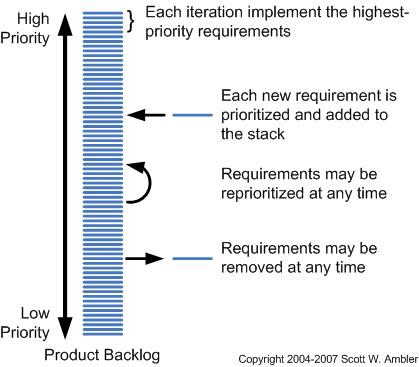 High
Priority
Each iteration implement the highest-
priority requirements
Each new requirement is
prioritized and added to
the stack
Requirements may be
reprioritized at any time
Requirements may be
removed at any time
Low
Priority
Product Backlog
Copyright 2004-2007 Scott W. Ambler